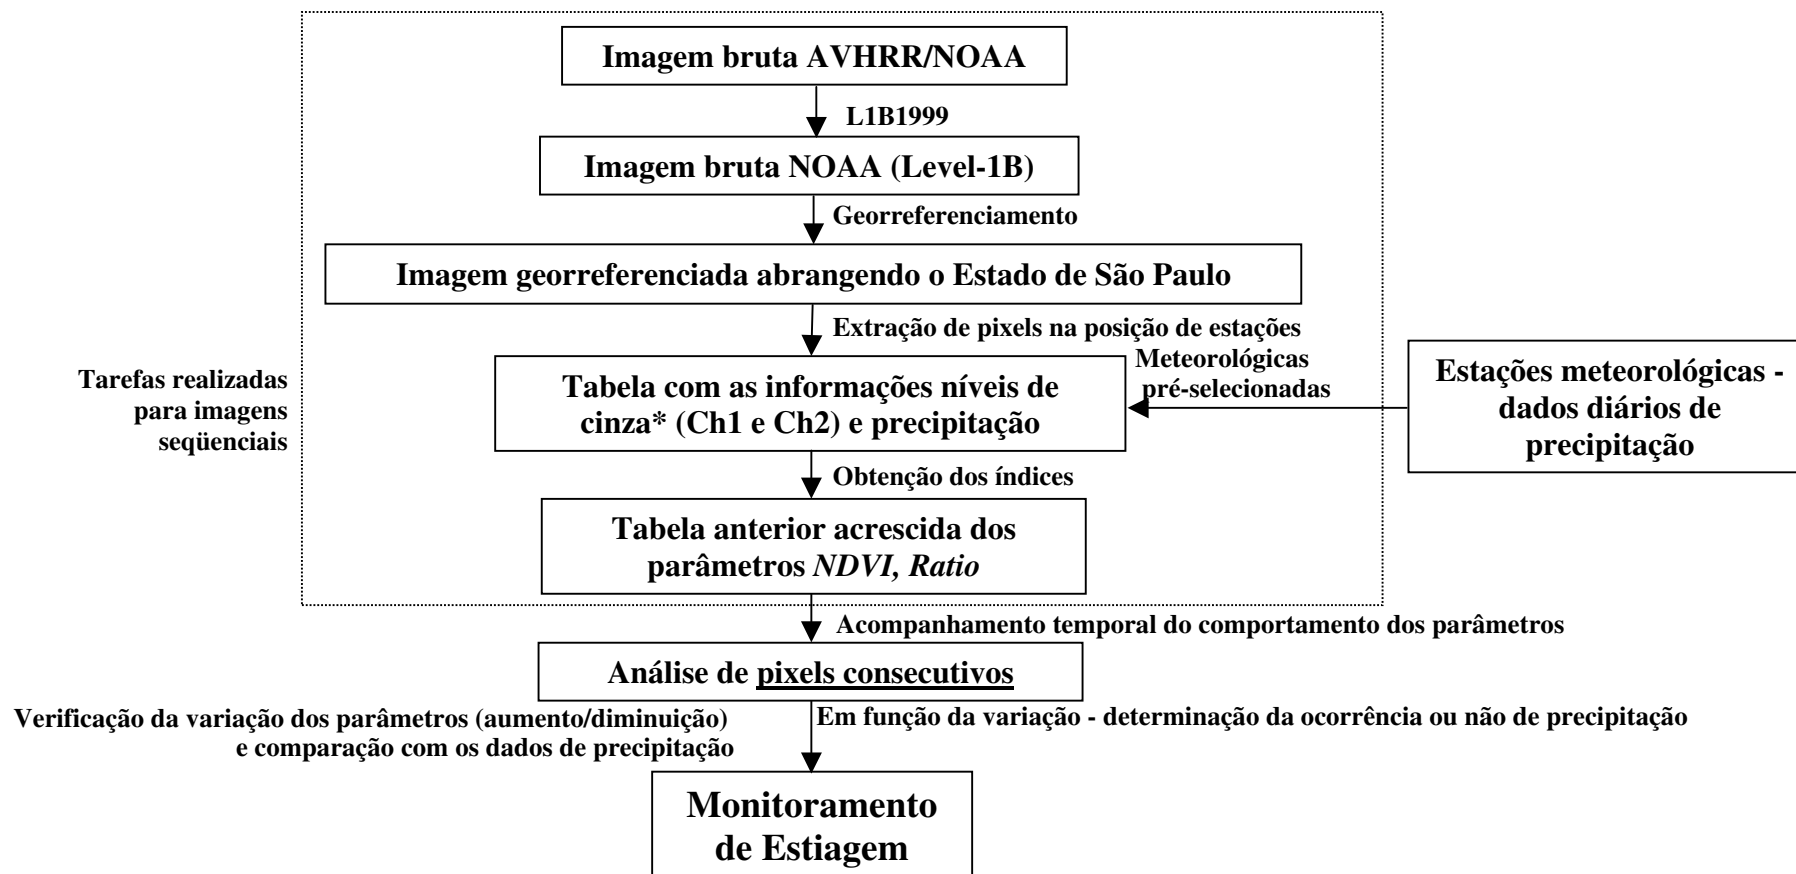 Imagem bruta AVHRR/NOAA
L1B1999
Imagem bruta NOAA (Level-1B)
Georreferenciamento
Imagem georreferenciada abrangendo o Estado de São Paulo
Extração de pixels na posição de estações
Meteorológicas
pré-selecionadas
Tabela com as informações níveis de
cinza* (Ch1 e Ch2) e precipitação
Estações meteorológicas -
dados diários de
precipitação
Tarefas realizadas
para imagens
seqüenciais
Obtenção dos índices
Tabela anterior acrescida dos
parâmetros NDVI, Ratio
Acompanhamento temporal do comportamento dos parâmetros
Análise de pixels consecutivos
Verificação da variação dos parâmetros (aumento/diminuição)
e comparação com os dados de precipitação
Em função da variação - determinação da ocorrência ou não de precipitação
Monitoramento
de Estiagem